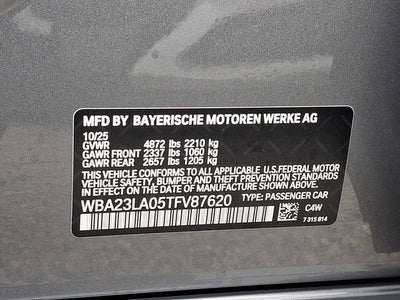 MFD BY BAYERISCHE MOTOREN WERKE AG
10/25
GVWR 4872 lbs 2210 kg
GAWR FRONT 2337 lbs 1060 kg
GAWR REAR 2657 lbs 1205 kg
THIS VEHICLE CONFORMS TO ALL APPLICABLE U.S.FEDERAL MOTOR
VEHICLE SAFETY, BUMPER, AND THEFT PREVENTION STANDARDS
IN EFFECT ON THE DATE OF MANUFACTURE SHOWN ABOVE.
WBA23LA05TFV87620 TYPE: PASSENGER CAR
C4W
7 315 814